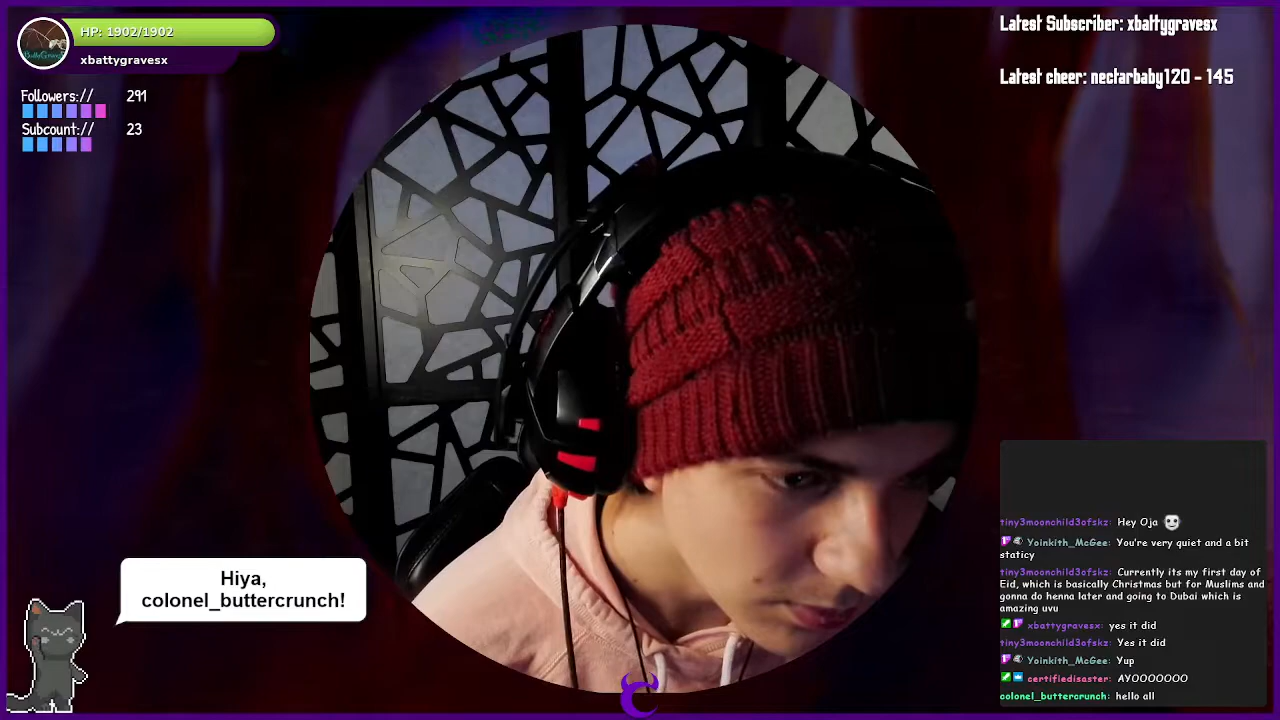 HP: 1902/1902
xbattygravesx
Followers:// 291
Subcount:// 23
Latest Subscriber: xbattygravesx
Latest cheer: nectarbaby120 - 145
Hiya,
colonel_buttercrunch!
tiny3moonchild3ofskz: Hey Oja
Yoinkith_McGee: You're very quiet and a bit
staticy
tiny3moonchild3ofskz: Currently its my first day of
Eid, which is basically Christmas but for Muslims and
gonna do henna later and going to Dubai which is
amazing uvu
xbattygravesx: yes it did
tiny3moonchild3ofskz: Yes it did
Yoinkith_McGee: Yup
certifiedisaster: AYOOOOOOO
colonel_buttercrunch: hello all